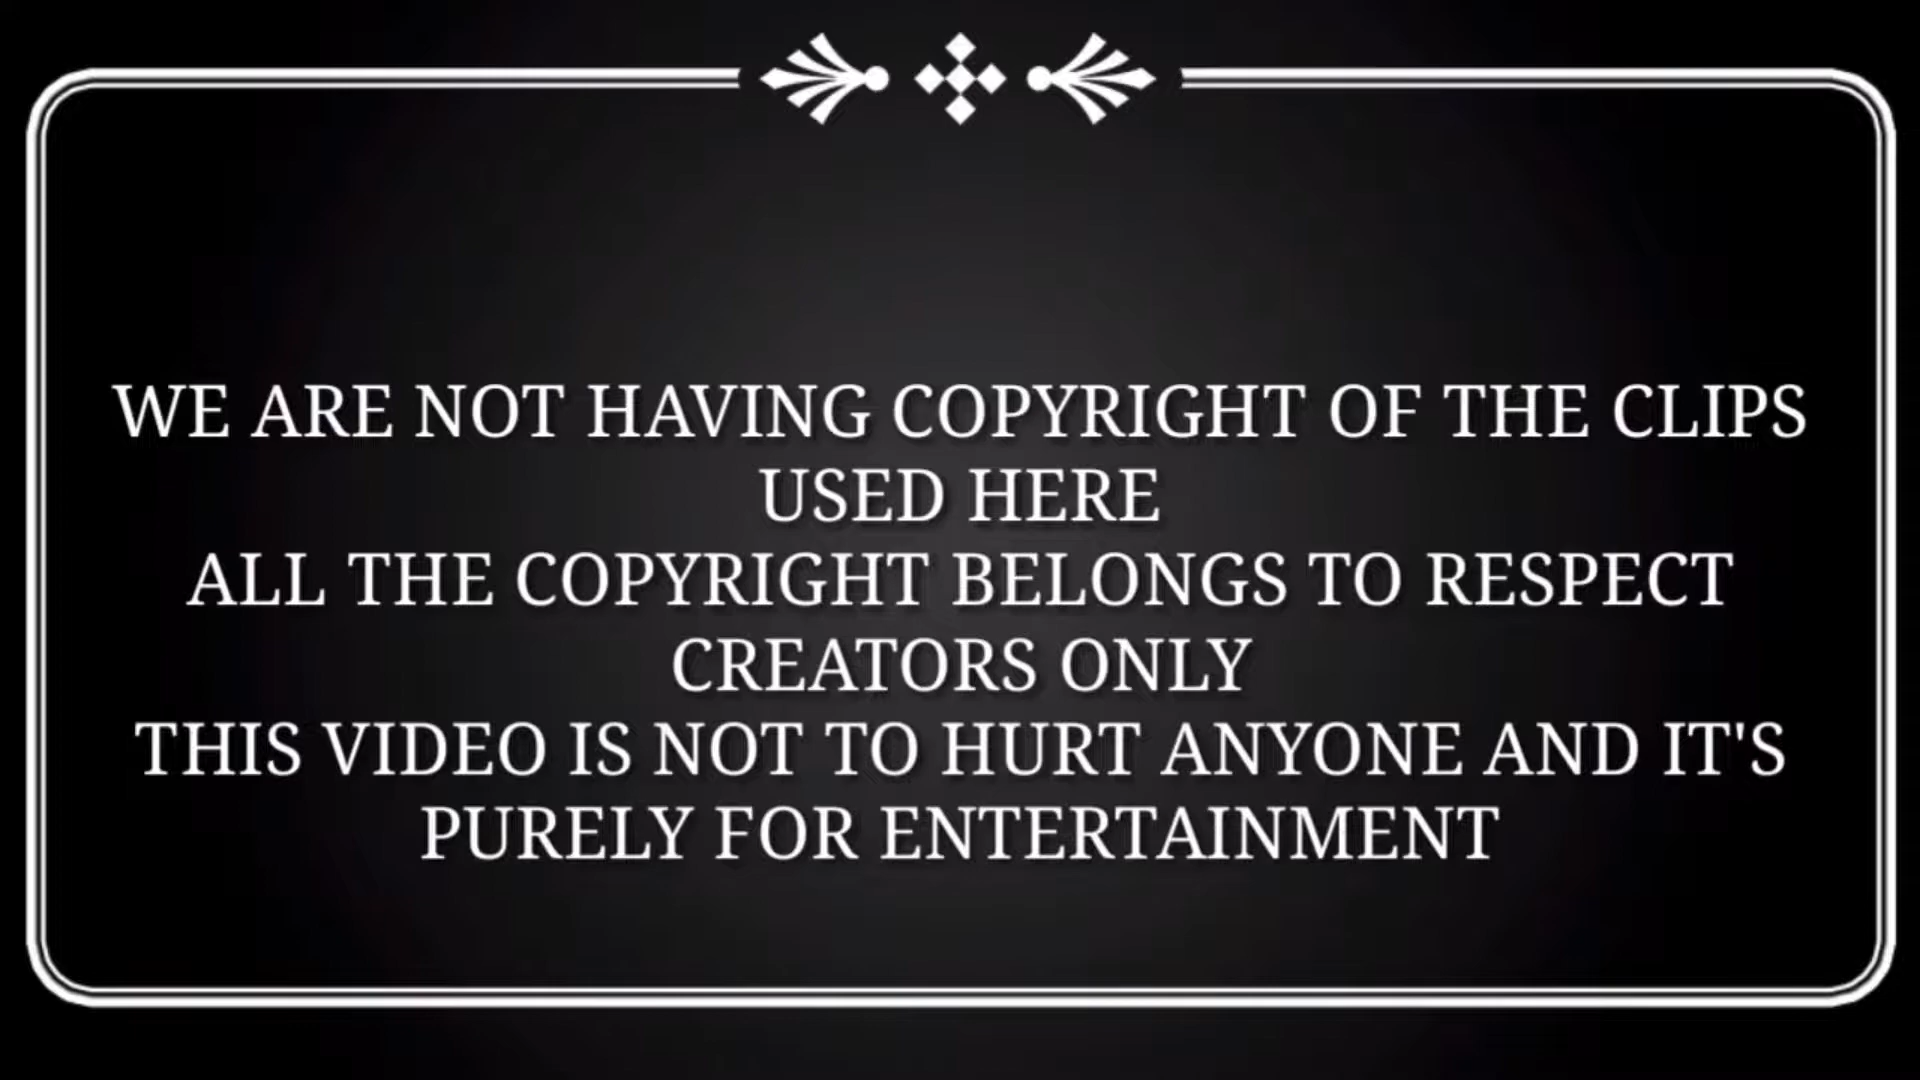 WE ARE NOT HAVING COPYRIGHT OF THE CLIPS
USED HERE
ALL THE COPYRIGHT BELONGS TO RESPECT
CREATORS ONLY
THIS VIDEO IS NOT TO HURT ANYONE AND IT'S
PURELY FOR ENTERTAINMENT